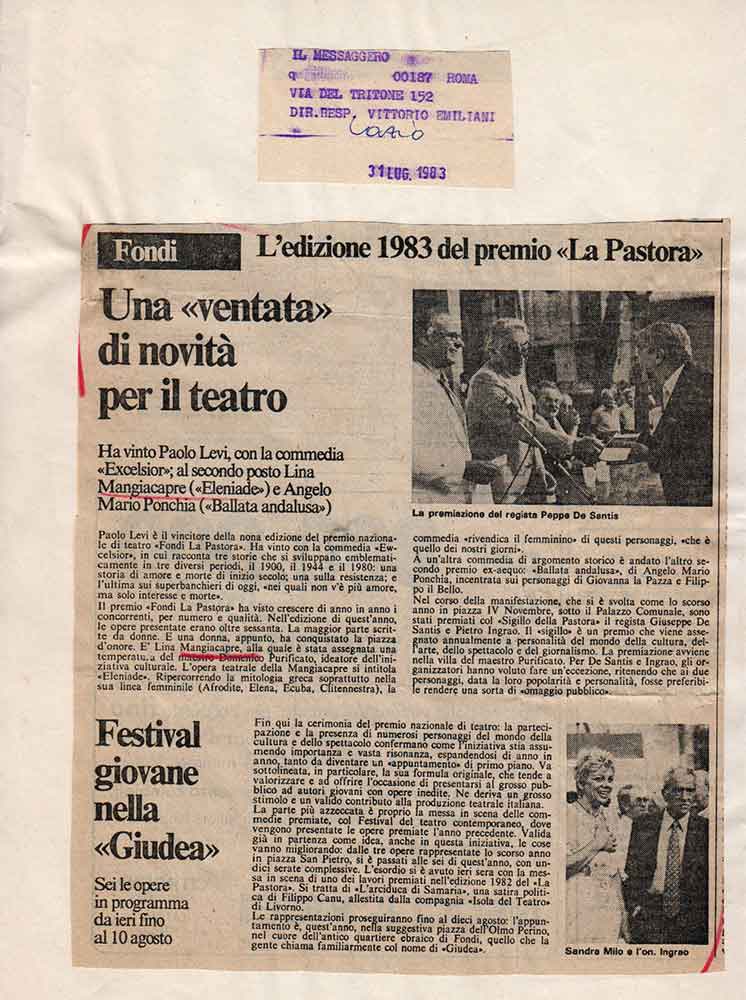 IL MESSAGGERO
00187 ROMA
VIA DEL TRITONE 152
DIR.RESP. VITTORIO EMILIANI
Lazio
31 LUG. 1983
Fondi
L'edizione 1983 del premio «La Pastora»
Una «ventata»
di novità
per il teatro
Ha vinto Paolo Levi, con la commedia
«Excelsior»; al secondo posto Lina
Mangiacapre («Eleniade») e Angelo
Mario Ponchia («Ballata andalusa»)
La premiazione del regista Peppe De Santis
Paolo Levi è il vincitore della nona edizione del premio naziona-
le di teatro «Fondi La Pastora». Ha vinto con la commedia «Ew-
celsior», in cui racconta tre storie che si sviluppano emblemati-
camente in tre diversi periodi, il 1900, il 1944 e il 1980: una
storia di amore e morte di inizio secolo; una sulla resistenza; e
l'ultima sui superbanchieri di oggi, «nei quali non v'è più amore,
ma solo interesse e morte».
Il premio «Fondi La Pastora» ha visto crescere di anno in anno i
concorrenti, per numero e qualità. Nell'edizione di quest'anno,
le opere presentate erano oltre sessanta. La maggior parte scrit-
te da donne. E una donna, appunto, ha conquistato la piazza
d'onore. E' Lina Mangiacapre, alla quale è stata assegnata una
temperatu.a del maestro Domenico Purificato, ideatore dell'ini-
ziativa culturale. L'opera teatrale della Mangiacapre si intitola
«Eleniade». Ripercorrendo la mitologia greca soprattutto nella
sua linea femminile (Afrodite, Elena, Ecuba, Clitennestra), la
commedia «rivendica il femminino» di questi personaggi, «che è
quello dei nostri giorni».
A un'altra commedia di argomento storico è andato l'altro se-
condo premio ex-aequo: «Ballata andalusa», di Angelo Mario
Ponchia, incentrata sui personaggi di Giovanna la Pazza e Filip-
po il Bello.
Nel corso della manifestazione, che si è svolta come lo scorso
anno in piazza IV Novembre, sotto il Palazzo Comunale, sono
stati premiati col «Sigillo della Pastora» il regista Giuseppe De
Santis e Pietro Ingrao. Il «sigillo» è un premio che viene asse-
gnato annualmente a personalità del mondo della cultura, del-
l'arte, dello spettacolo e del giornalismo. La premiazione avviene
nella villa del maestro Purificato. Per De Santis e Ingrao, gli or-
ganizzatori hanno voluto fare un'eccezione, ritenendo che ai due
personaggi, data la loro popolarità e personalità, fosse preferibi-
le rendere una sorta di «omaggio pubblico».
Festival
giovane
nella
«Giudea»
Sei le opere
in programma
da ieri fino
al 10 agosto
Fin qui la cerimonia del premio nazionale di teatro: la parteci-
pazione e la presenza di numerosi personaggi del mondo della
cultura e dello spettacolo confermano come l'iniziativa stia assu-
mendo importanza e vasta risonanza, espandendosi di anno in
anno, tanto da diventare un «appuntamento» di primo piano. Va
sottolineata, in particolare, la sua formula originale, che tende a
valorizzare e ad offrire l'occasione di presentarsi al grosso pub-
blico ad autori giovani con opere inedite. Ne deriva un grosso
stimolo e un valido contributo alla produzione teatrale italiana.
La parte più azzeccata è proprio la messa in scena delle com-
medie premiate, col Festival del teatro contemporaneo, dove
vengono presentate le opere premiate l'anno precedente. Valida
già in partenza come idea, anche in questa iniziativa, le cose
vanno migliorando: dalle tre opere rappresentate lo scorso anno
in piazza San Pietro, si è passati alle sei di quest'anno, con un-
dici serate complessive. L'esordio si è avuto ieri sera con la mes-
sa in scena di uno dei lavori premiati nell'edizione 1982 del «La
Pastora». Si tratta di «L'arciduca di Samaria», una satira politi-
ca di Filippo Canu, allestita dalla compagnia «Isola del Teatro»
di Livorno.
Le rappresentazioni proseguiranno fino al dieci agosto: l'appun-
tamento è, quest'anno, nella suggestiva piazza dell'Olmo Perino,
nel cuore dell'antico quartiere ebraico di Fondi, quello che la
gente chiama familiarmente col nome di «Giudea».
Sandra Milo e l'on. Ingrao